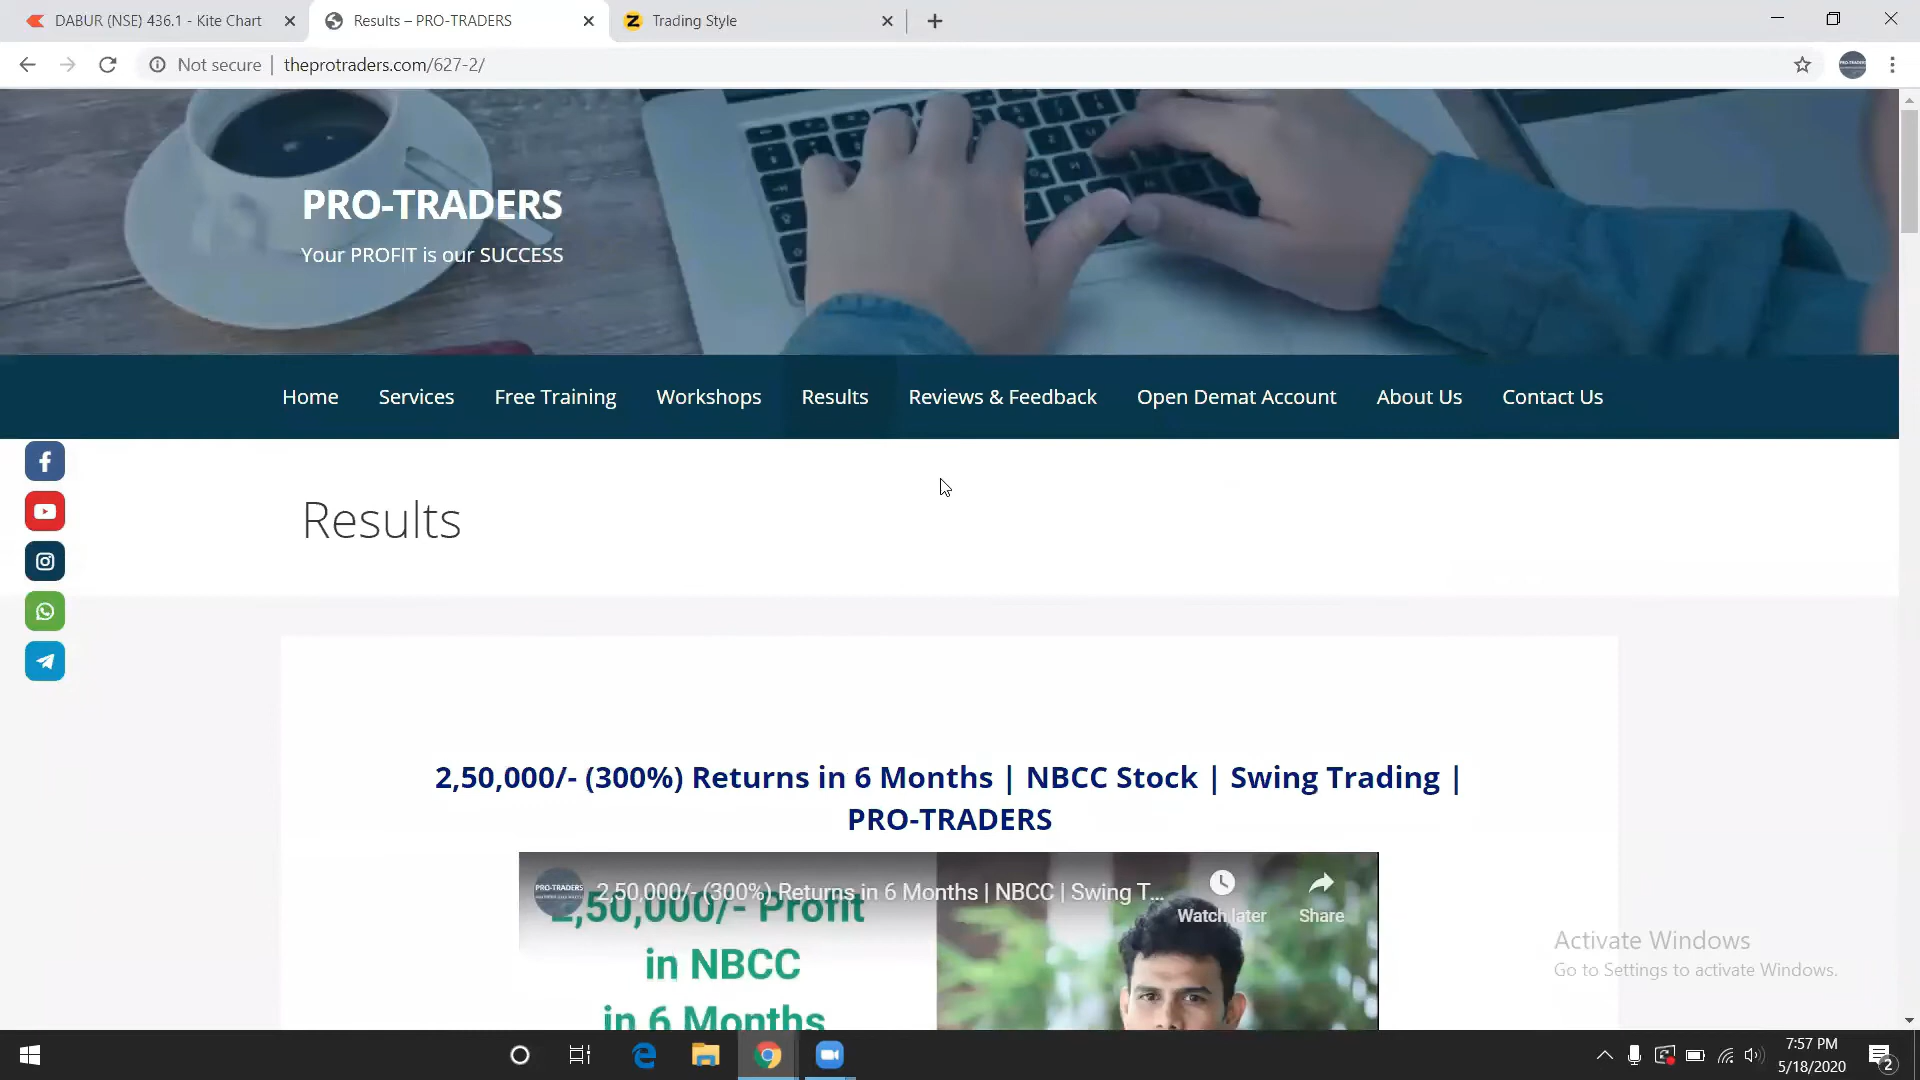 DABUR (NSE) 436.1 - Kite Chart
Results – PRO-TRADERS
Trading Style
Not secure
theprotraders.com/627-2/
PRO-TRADERS
Your PROFIT is our SUCCESS
Home
Services
Free Training
Workshops
Results
Reviews & Feedback
Open Demat Account
About Us
Contact Us
Results
2,50,000/- (300%) Returns in 6 Months | NBCC Stock | Swing Trading |
PRO-TRADERS
PRO-TRADERS
2,50,000/- (300%) Returns in 6 Months | NBCC | Swing T...
Watch later
Share
2,50,000/- Profit
in NBCC
in 6 Months
Activate Windows
Go to Settings to activate Windows.
7:57 PM
5/18/2020
2